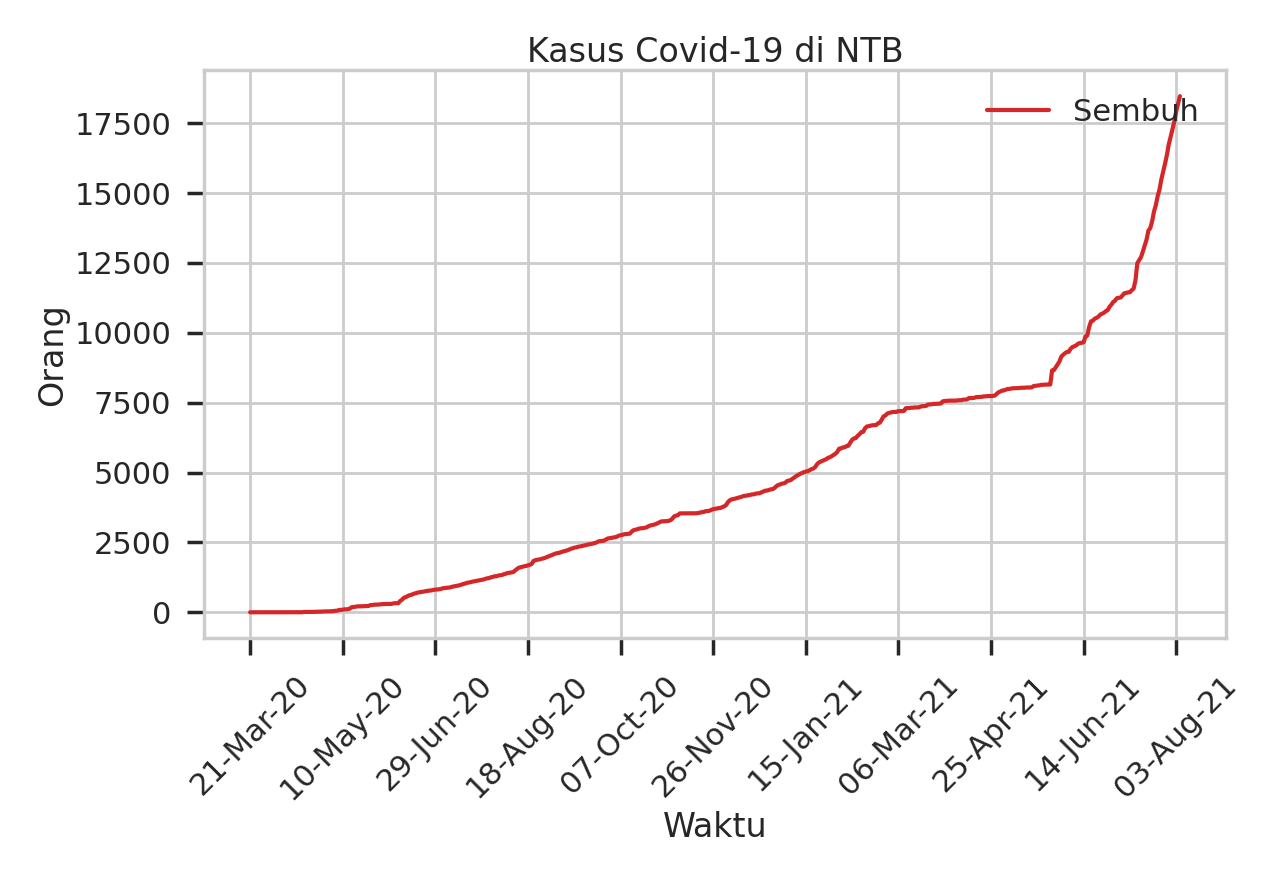 Kasus Covid-19 di NTB
Sembuh
17500
15000
12500
10000
7500
5000
2500
0
Orang
21-Mar-20
10-May-20
29-Jun-20
18-Aug-20
07-Oct-20
26-Nov-20
15-Jan-21
06-Mar-21
25-Apr-21
14-Jun-21
03-Aug-21
Waktu